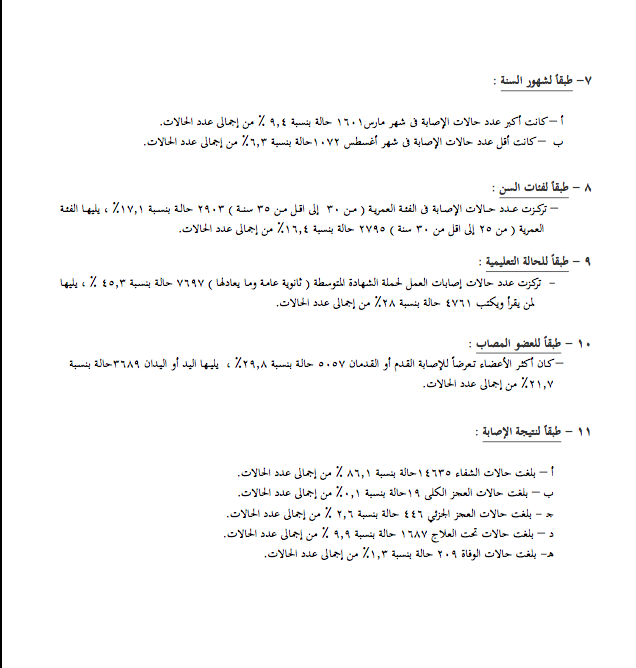 ٧- طبقاً لشهور السنة :
أ –كانت أكبر عدد حالات الإصابة فى شهر مارس١٦٠١ حالة بنسبة ٩,٤ ٪ من إجمالى عدد الحالات.
ب –كانت أقل عدد حالات الإصابة فى شهر أغسطس ١٠٧٢حالة بنسبة ٦,٣٪ من إجمالى عدد الحالات.
٨ – طبقاً لفئات السن :
– تركزت عدد حالات الإصابة فى الفئة العمرية ( من ٣٠ إلى اقل من ٣٥ سنة ) ٢٩٠٣ حالة بنسبة ١٧,١٪ ، يليها الفئة
العمرية ( من ٢٥ إلى اقل من ٣٠ سنة ) ٢٧٩٥ حالة بنسبة ١٦,٤٪ من إجمالى عدد الحالات.
٩ – طبقاً للحالة التعليمية :
- تركزت عدد حالات إصابات العمل لحملة الشهادة المتوسطة ( ثانوية عامة وما يعادلها ) ٧٦٩٧ حالة بنسبة ٤٥,٣ ٪ ، يليها
لمن يقرأ ويكتب ٤٧٦١ حالة بنسبة ٢٨٪ من إجمالى عدد الحالات.
١٠ – طبقاً للعضو المصاب :
–كان أكثر الأعضاء تعرضاً للإصابة القدم أو القدمان ٥٠٥٧ حالة بنسبة ٢٩,٨٪ ، يليها اليد أو اليدان ٣٦٨٩حالة بنسبة
٢١,٧٪ من إجمالى عدد الحالات.
١١ – طبقاً لنتيجة الإصابة :
أ – بلغت حالات الشفاء ١٤٦٣٥حالة بنسبة ٨٦,١ ٪ من إجمالى عدد الحالات.
ب – بلغت حالات العجز الكلى ١٩حالة بنسبة ٠,١٪ من إجمالى عدد الحالات.
جـ – بلغت حالات العجز الجزئي ٤٤٦ حالة بنسبة ٢,٦ ٪ من إجمالى عدد الحالات.
د – بلغت حالات تحت العلاج ١٦٨٧ حالة بنسبة ٩,٩ ٪ من إجمالى عدد الحالات.
هـ- بلغت حالات الوفاة ٢٠٩ حالة بنسبة ١,٣٪ من إجمالى عدد الحالات.